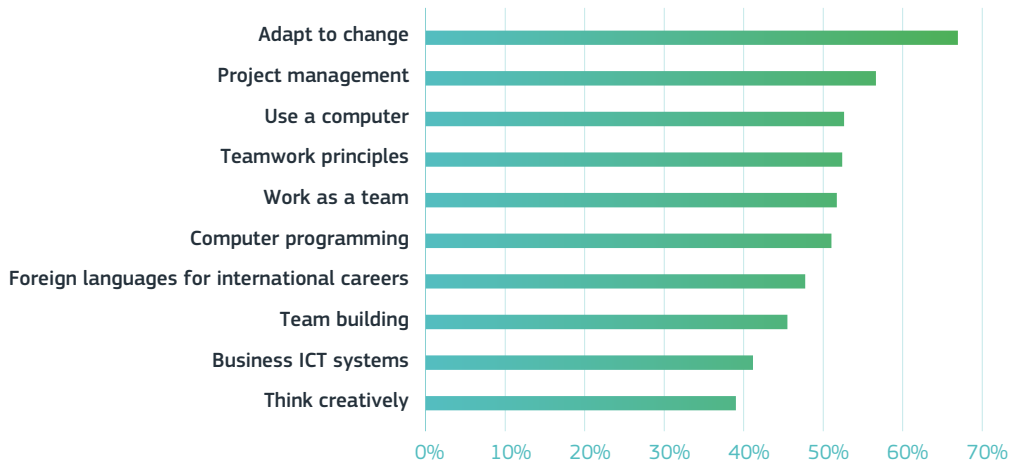 Adapt to change
Project management
Use a computer
Teamwork principles
Work as a team
Computer programming
Foreign languages for international careers
Team building
Business ICT systems
Think creatively
0% 10% 20% 30% 40% 50% 60% 70%